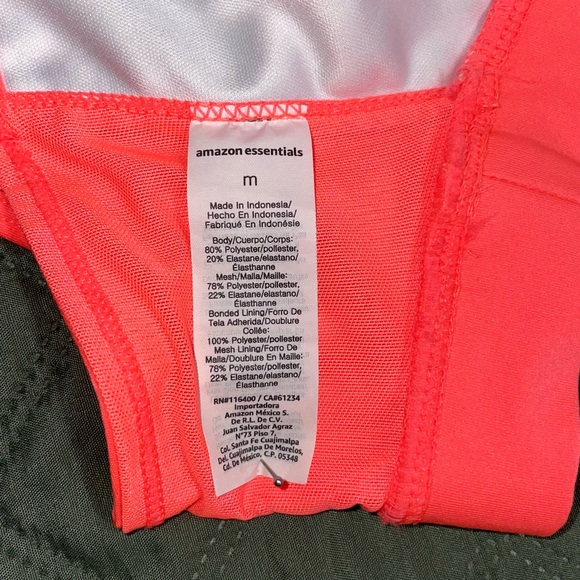 amazon essentials
m
Made In Indonesia/
Hecho En Indonesia/
Fabriqué En Indonésie
Body/Cuerpo/Corps:
80% Polyester/poliester,
20% Elastane/elastano/
Élasthanne
Mesh/Malla/Maille:
78% Polyester/poliester,
22% Elastane/elastano/
Élasthanne
Bonded Lining/Forro De
Tela Adherida/Doublure
Collée:
100% Polyester/poliester
Mesh Lining/Forro De
Malla/Doublure En Maille:
78% Polyester/poliester,
22% Elastane/elastano/
Élasthanne
RN#116400 / CA#61234
Importadora
Amazon México S.
De R.L. De C.V.
Juan Salvador Agraz
N°73 Piso 7,
Col. Santa Fe Cuajimalpa
Del. Cuajimalpa De Morelos,
Cd. De México, C.P. 05348